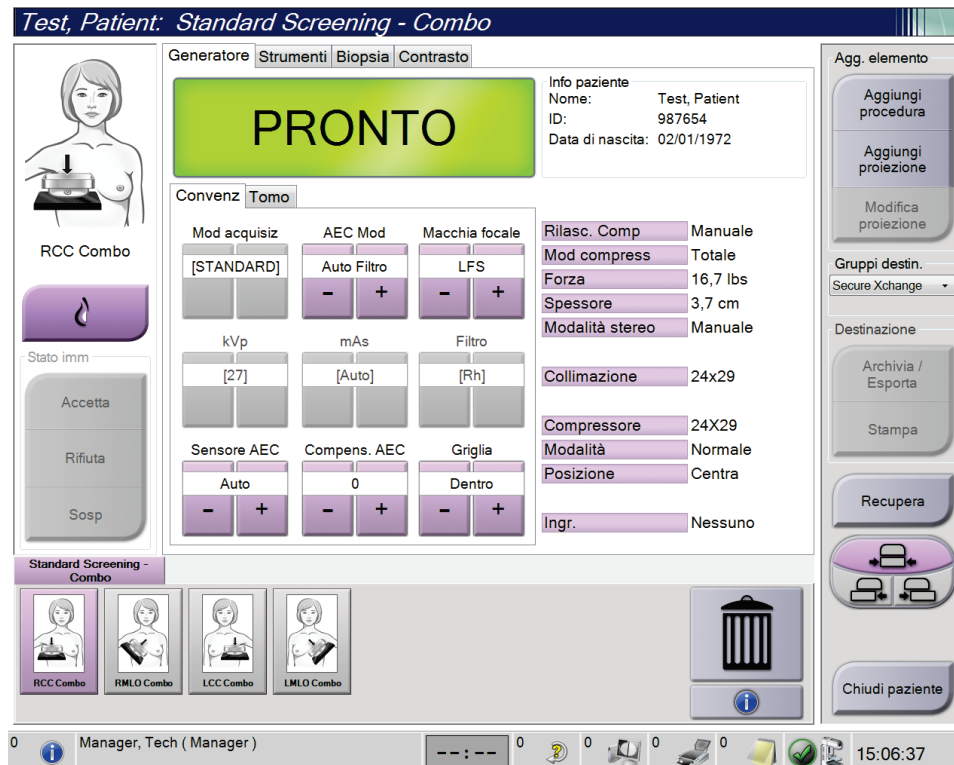 Test, Patient: Standard Screening - Combo
RCC Combo
Stato imm
Accetta
Rifiuta
Sosp
Generatore Strumenti Biopsia Contrasto
PRONTO
Info paziente
Nome: Test, Patient
ID: 987654
Data di nascita: 02/01/1972
Convenz Tomo
Mod acquisiz AEC Mod Macchia focale
[STANDARD] Auto Filtro LFS
- + - +
kVp mAs Filtro
[27] [Auto] [Rh]
Sensore AEC Compens. AEC Griglia
Auto 0 Dentro
- + - + - +
Rilasc. Comp Manuale
Mod compress Totale
Forza 16,7 lbs
Spessore 3,7 cm
Modalità stereo Manuale
Collimazione 24x29
Compressore 24X29
Modalità Normale
Posizione Centra
Ingr. Nessuno
Agg. elemento
Aggiungi
procedura
Aggiungi
proiezione
Modifica
proiezione
Gruppi destin.
Secure Xchange
Destinazione
Archivia /
Esporta
Stampa
Recupera
Chiudi paziente
Standard Screening -
Combo
RCC Combo RMLO Combo LCC Combo LMLO Combo
0 Manager, Tech ( Manager ) --:-- 0 0 0 0 15:06:37